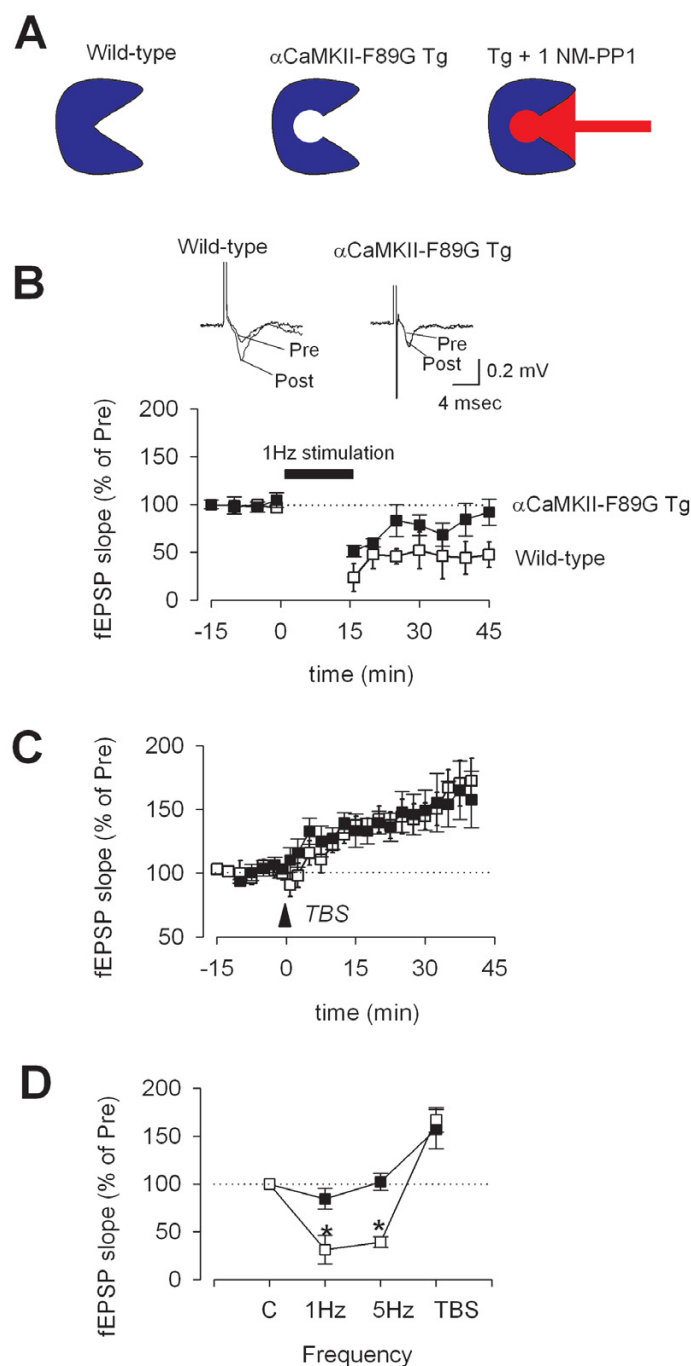 A
Wild-type αCaMKII-F89G Tg Tg + 1 NM-PP1
B
Wild-type αCaMKII-F89G Tg
Pre
Post
Pre
Post
0.2 mV
4 msec
fEPSP slope (% of Pre)
200
150
100
50
0
1Hz stimulation
αCaMKII-F89G Tg
Wild-type
-15 0 15 30 45
time (min)
C
fEPSP slope (% of Pre)
200
150
100
50
TBS
-15 0 15 30 45
time (min)
D
fEPSP slope (% of Pre)
200
150
100
50
0
* *
C 1Hz 5Hz TBS
Frequency